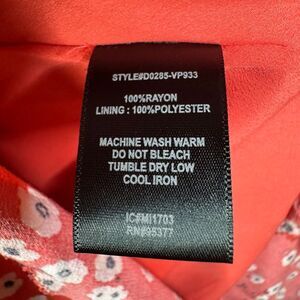 STYLE#D0285-VP933
100%RAYON
LINING : 100%POLYESTER
MACHINE WASH WARM
DO NOT BLEACH
TUMBLE DRY LOW
COOL IRON
IC#MI1703
RN#95377